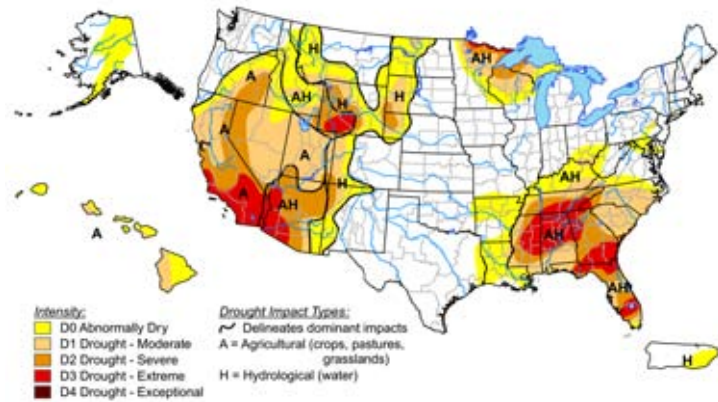 H
A
AH
AH
H
H
A
A
H
A
AH
AH
AH
AH
A
H
Intensity:
D0 Abnormally Dry
D1 Drought - Moderate
D2 Drought - Severe
D3 Drought - Extreme
D4 Drought - Exceptional
Drought Impact Types:
Delineates dominant impacts
A = Agricultural (crops, pastures,
grasslands)
H = Hydrological (water)